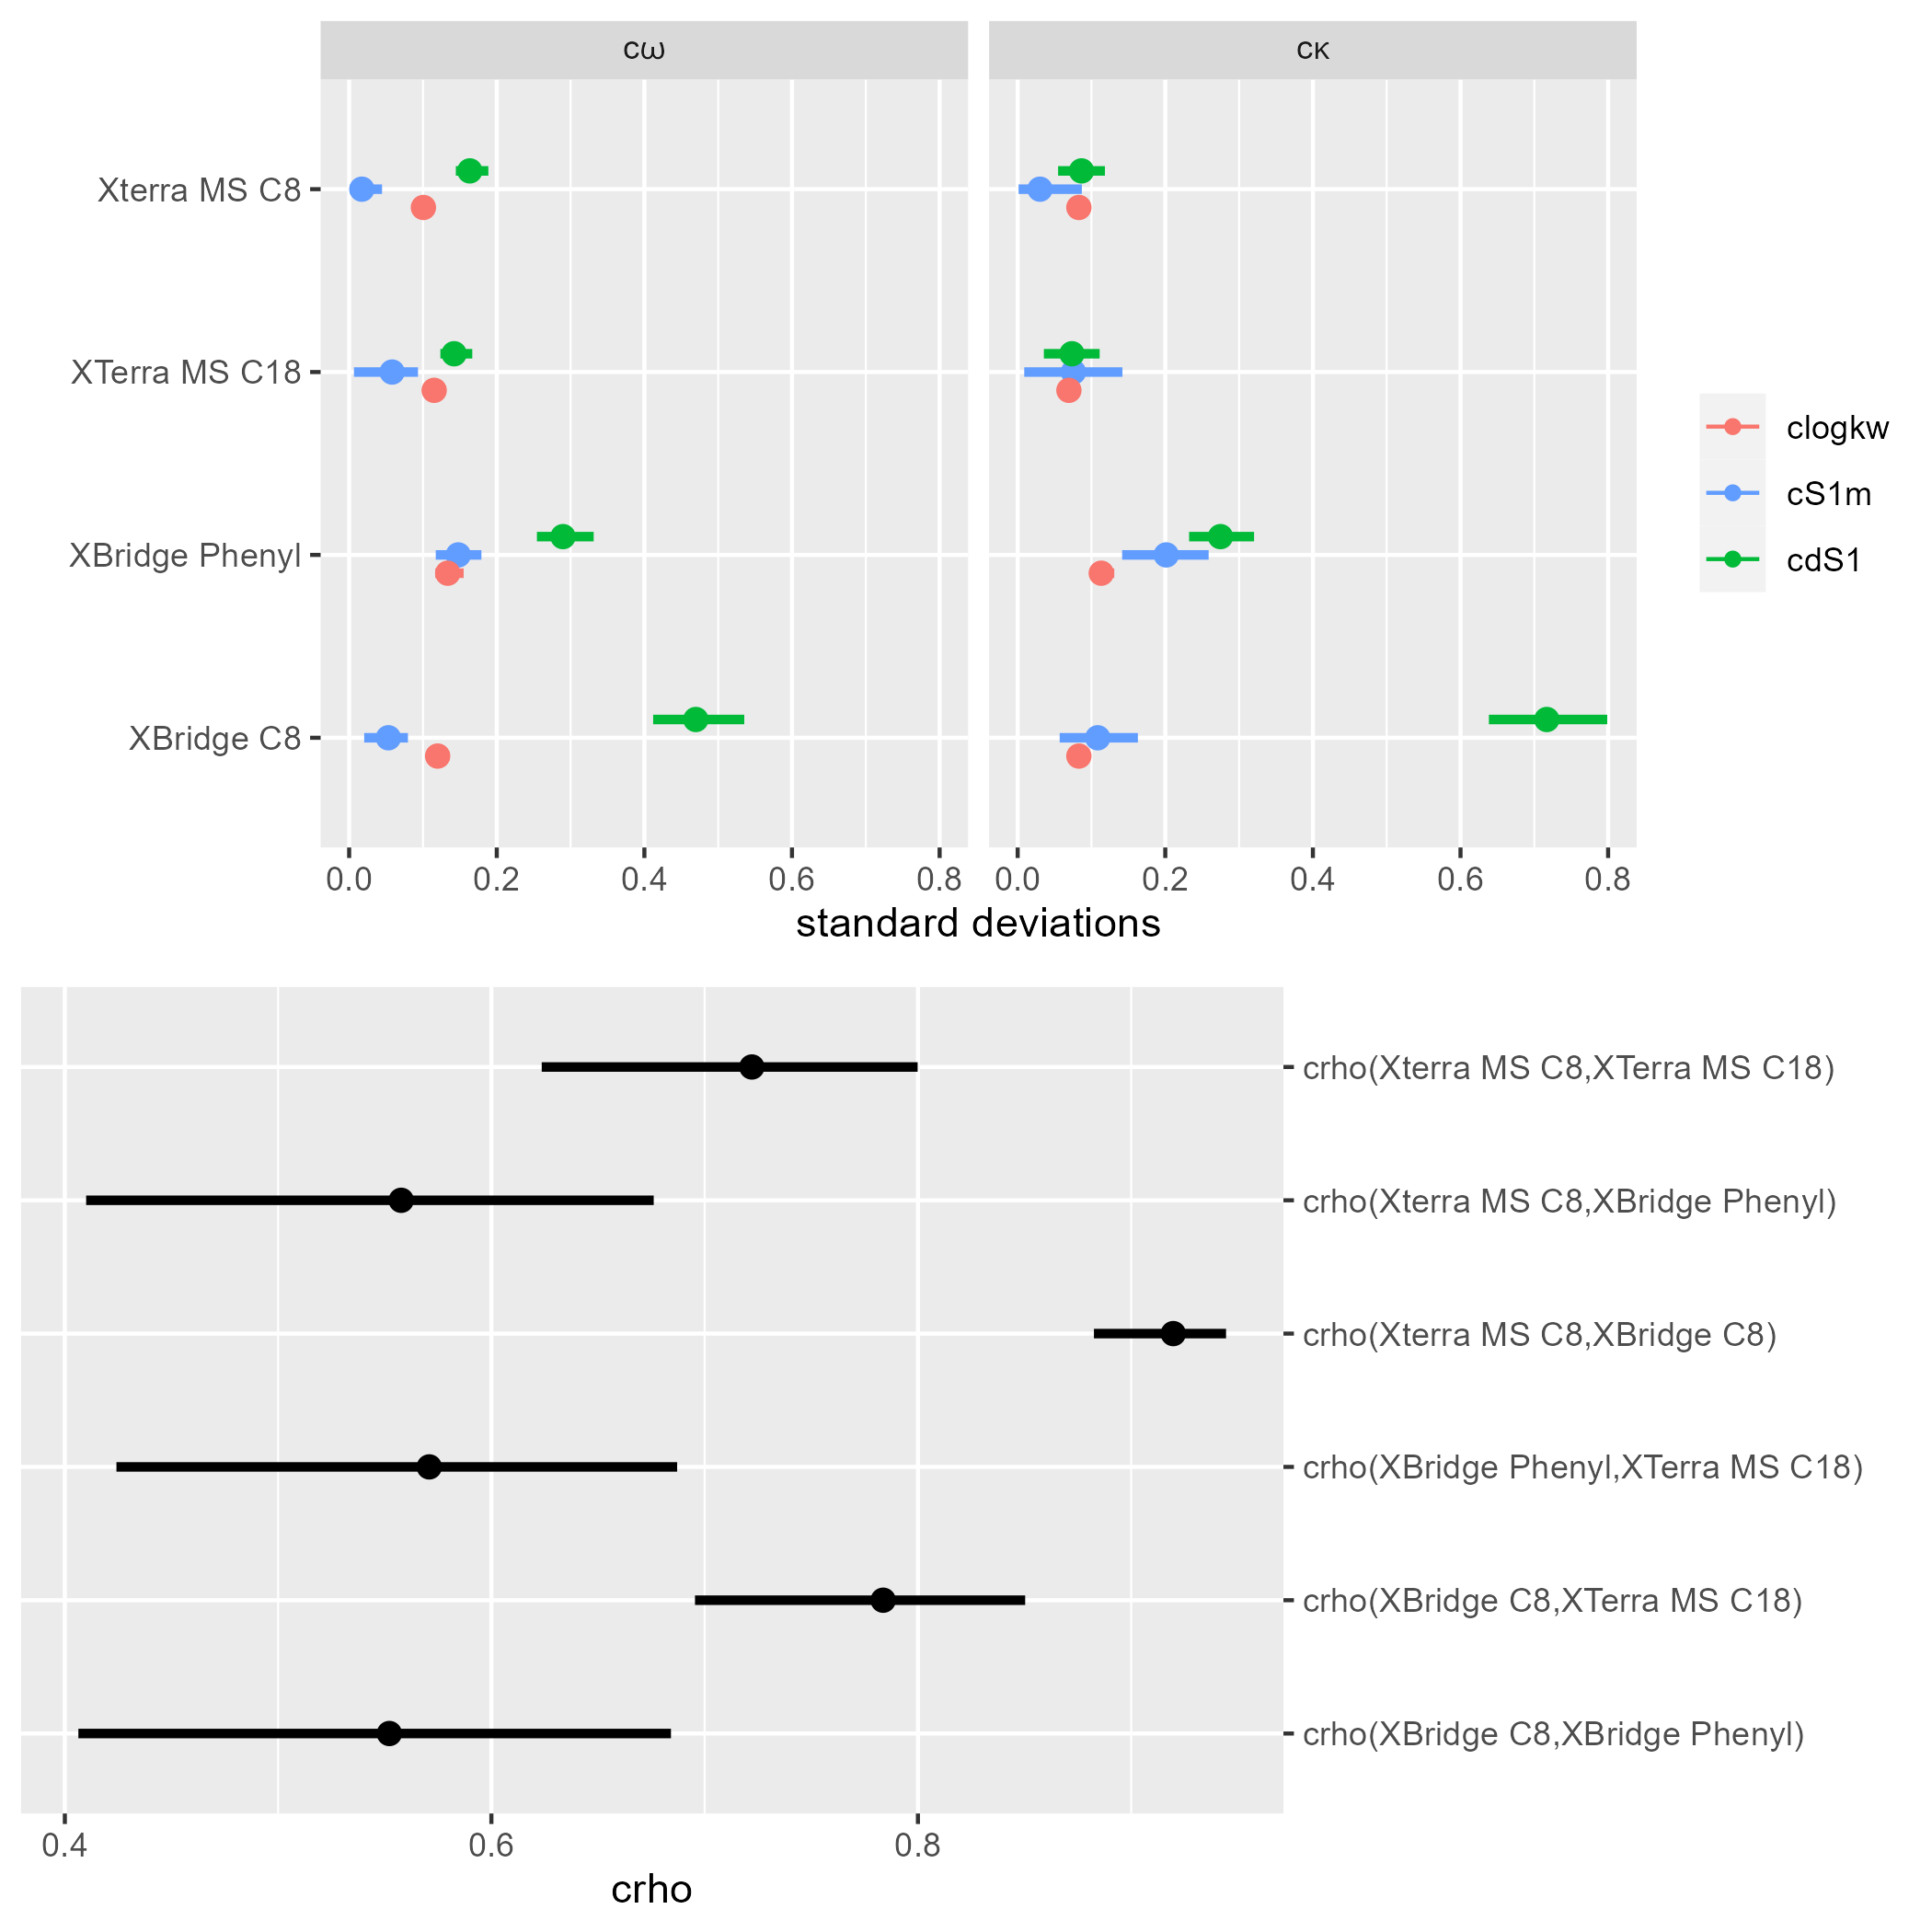 cω cκ
Xterra MS C8
XTerra MS C18
XBridge Phenyl
XBridge C8
0.0 0.2 0.4 0.6 0.8 0.0 0.2 0.4 0.6 0.8
standard deviations
clogkw
cS1m
cdS1
crho(Xterra MS C8,XTerra MS C18)
crho(Xterra MS C8,XBridge Phenyl)
crho(Xterra MS C8,XBridge C8)
crho(XBridge Phenyl,XTerra MS C18)
crho(XBridge C8,XTerra MS C18)
crho(XBridge C8,XBridge Phenyl)
0.4 0.6 0.8
crho